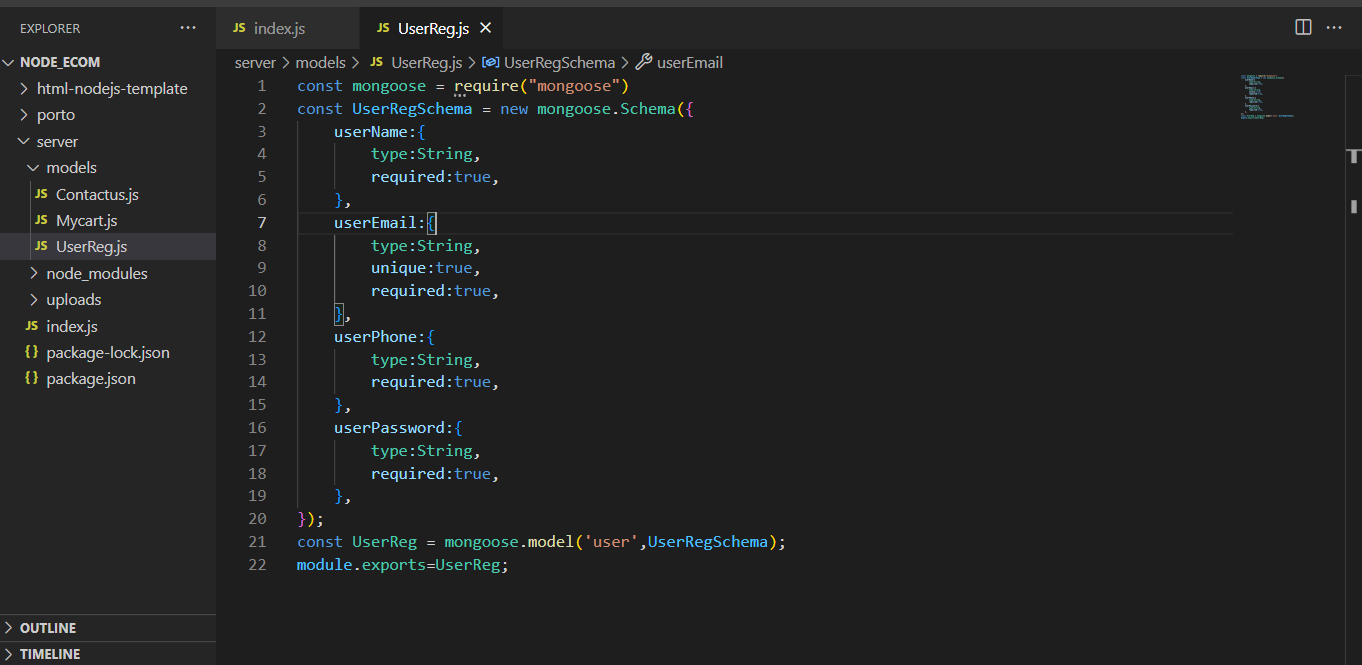 EXPLORER ···
NODE_ECOM
html-nodejs-template
porto
server
models
JS Contactus.js
JS Mycart.js
JS UserReg.js
node_modules
uploads
JS index.js
{} package-lock.json
{} package.json
OUTLINE
TIMELINE
JS index.js JS UserReg.js
server > models > JS UserReg.js > UserRegSchema > userEmail
1 const mongoose = require("mongoose")
2 const UserRegSchema = new mongoose.Schema({
3 userName:{
4 type:String,
5 required:true,
6 },
7 userEmail:{
8 type:String,
9 unique:true,
10 required:true,
11 },
12 userPhone:{
13 type:String,
14 required:true,
15 },
16 userPassword:{
17 type:String,
18 required:true,
19 },
20 });
21 const UserReg = mongoose.model('user',UserRegSchema);
22 module.exports=UserReg;